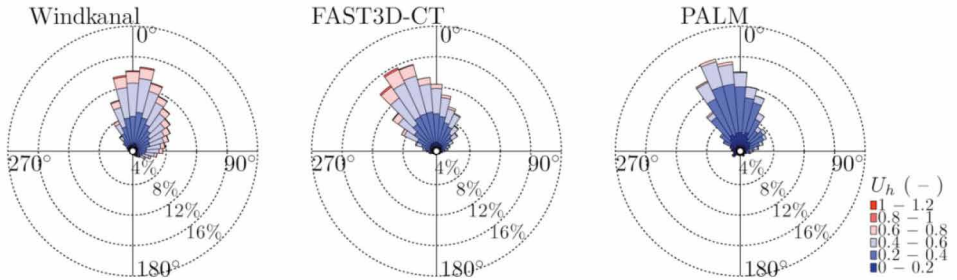 Windkanal
0°
270°
90°
4%
8%
12%
16%
180°
FAST3D-CT
0°
270°
90°
4%
8%
12%
16%
180°
PALM
0°
270°
90°
4%
8%
12%
16%
180°
U_h (−)
1 − 1.2
0.8 − 1
0.6 − 0.8
0.4 − 0.6
0.2 − 0.4
0 − 0.2